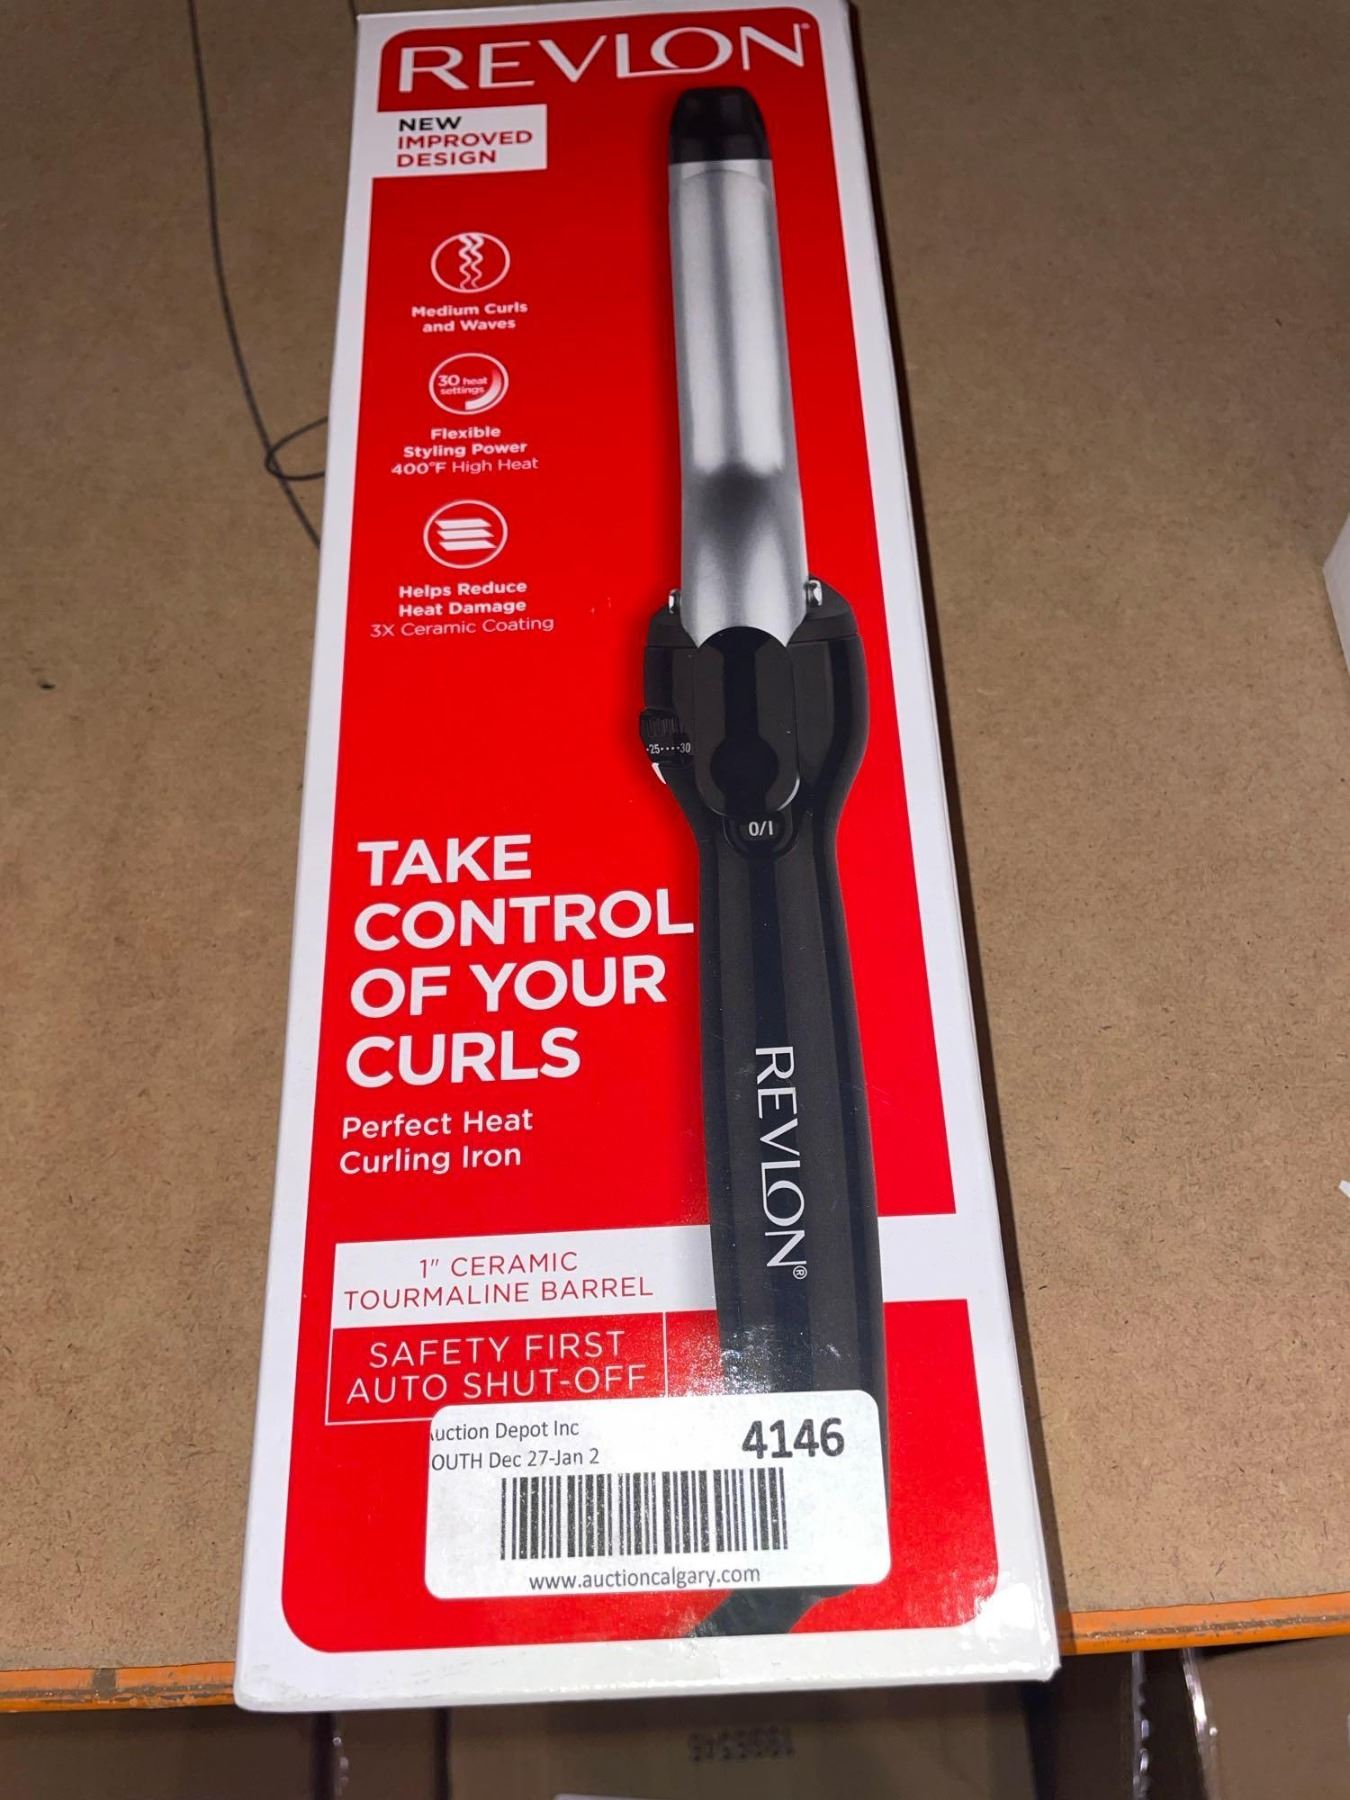 REVLON®
NEW
IMPROVED
DESIGN
Medium Curls
and Waves
30 heat
settings
Flexible
Styling Power
400°F High Heat
Helps Reduce
Heat Damage
3X Ceramic Coating
·25····30
0/I
TAKE
CONTROL
OF YOUR
CURLS
Perfect Heat
Curling Iron
REVLON®
1" CERAMIC
TOURMALINE BARREL
SAFETY FIRST
AUTO SHUT-OFF
uction Depot Inc
4146
OUTH Dec 27-Jan 2
www.auctioncalgary.com